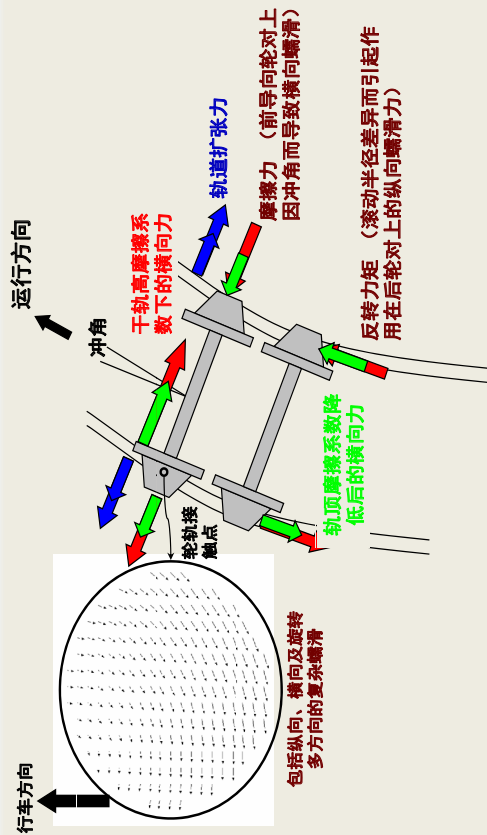 运行方向
冲角
干轨高摩擦系
数下的横向力
轨道扩张力
摩擦力 （前导向轮对上
因冲角而导致横向蠕滑）
反转力矩 （滚动半径差异而引起作
用在后轮对上的纵向蠕滑力）
轨顶摩擦系数降
低后的横向力
轮轨接
触点
包括纵向、横向及旋转
多方向的复杂蠕滑
行车方向